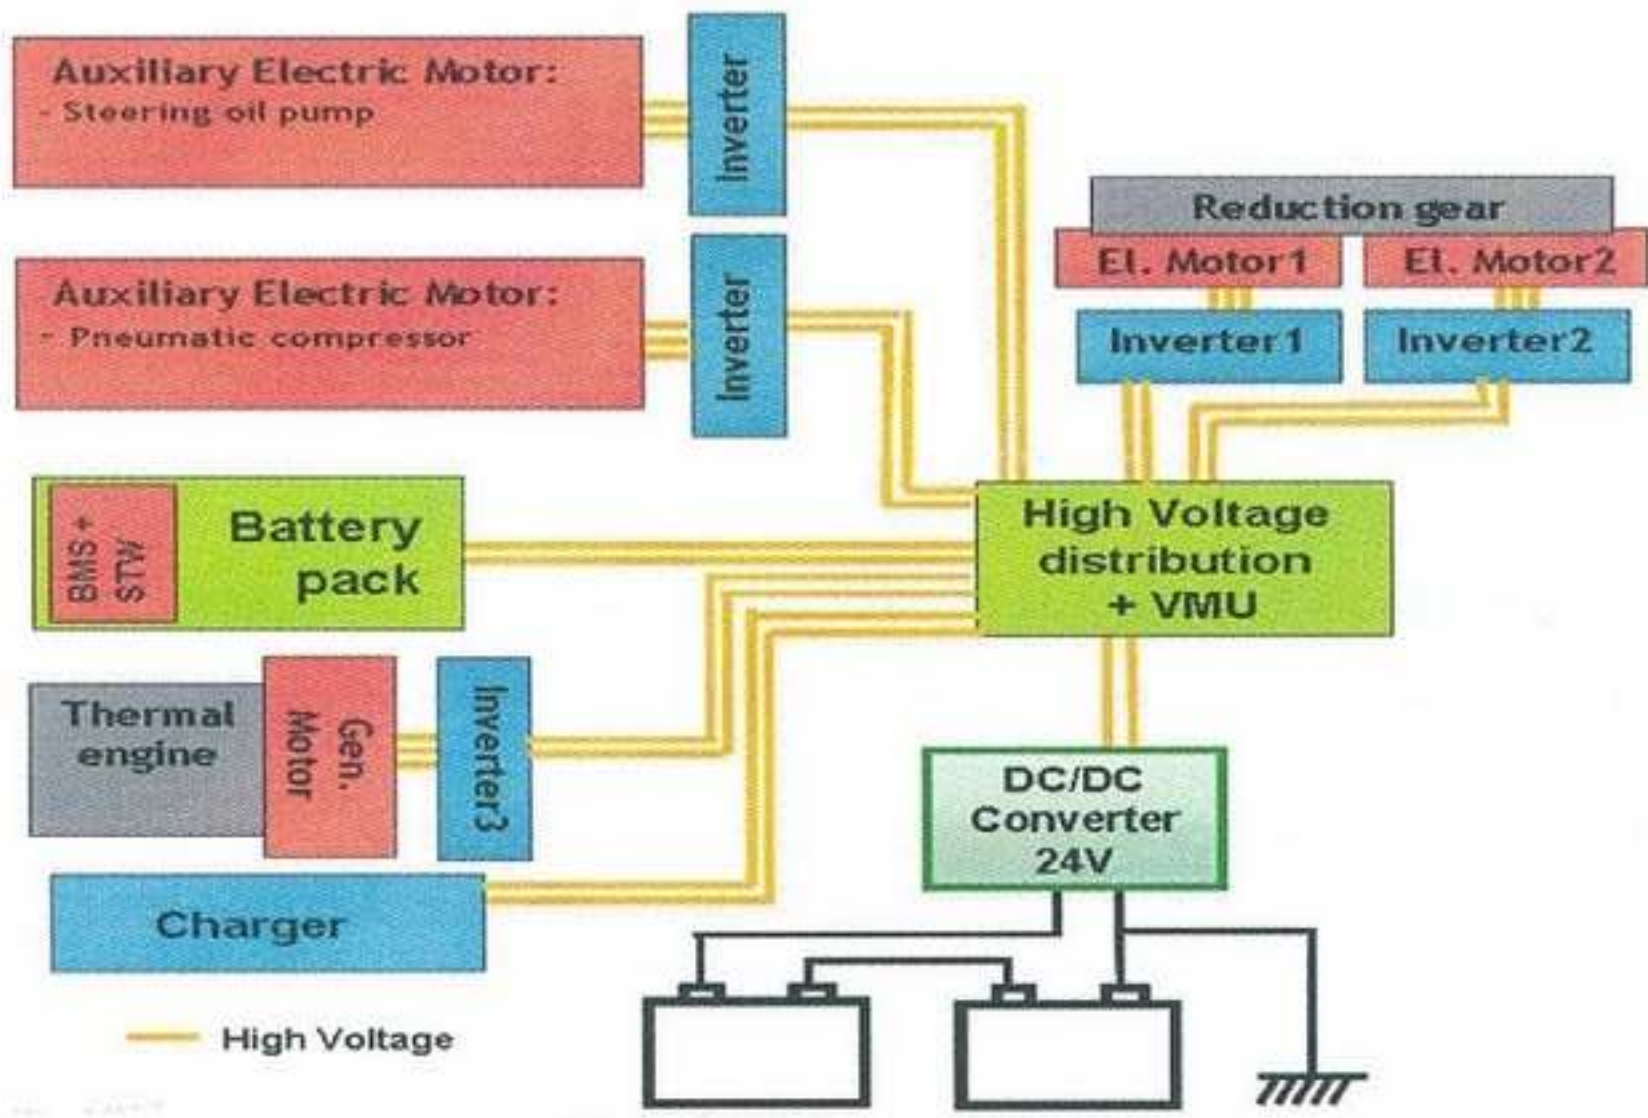 Auxiliary Electric Motor:
- Steering oil pump
Inverter
Auxiliary Electric Motor:
- Pneumatic compressor
Inverter
Reduction gear
El. Motor1
El. Motor2
Inverter1
Inverter2
BMS +
STW
Battery
pack
High Voltage
distribution
+ VMU
Thermal
engine
Gen.
Motor
Inverter3
DC/DC
Converter
24V
Charger
High Voltage